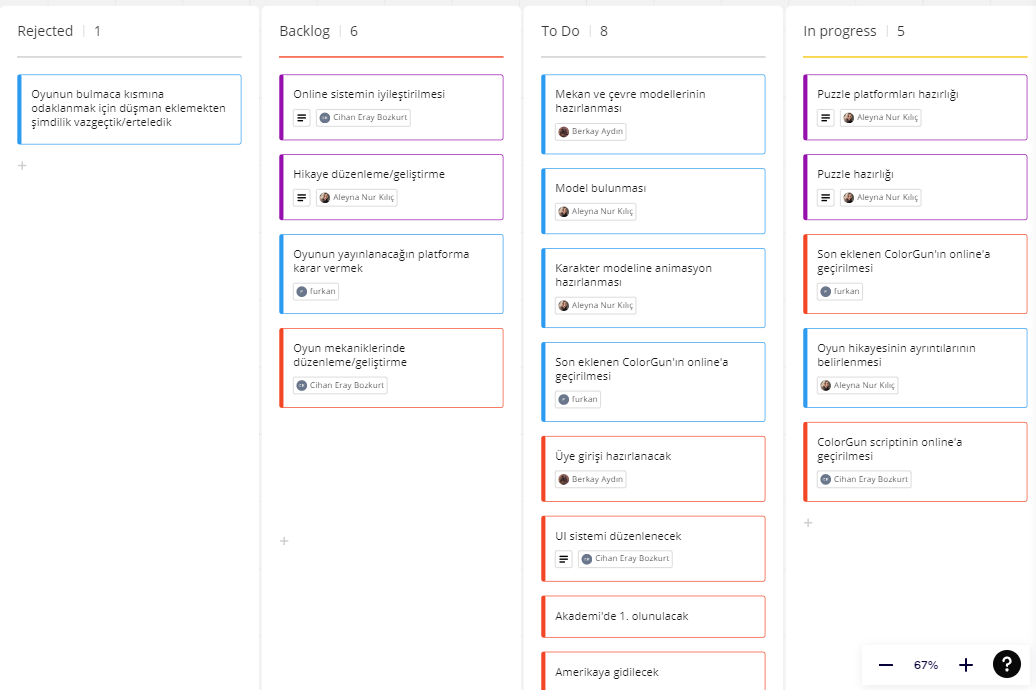 Rejected | 1
Oyunun bulmaca kısmına
odaklanmak için düşman eklemekten
şimdilik vazgeçtik/erteledik
+
Backlog | 6
Online sistemin iyileştirilmesi
Cihan Eray Bozkurt
Hikaye düzenleme/geliştirme
Aleyna Nur Kılıç
Oyunun yayınlanacağın platforma
karar vermek
furkan
Oyun mekaniklerinde
düzenleme/geliştirme
Cihan Eray Bozkurt
+
To Do | 8
Mekan ve çevre modellerinin
hazırlanması
Berkay Aydın
Model bulunması
Aleyna Nur Kılıç
Karakter modeline animasyon
hazırlanması
Aleyna Nur Kılıç
Son eklenen ColorGun'ın online'a
geçirilmesi
furkan
Üye girişi hazırlanacak
Berkay Aydın
UI sistemi düzenlenecek
Cihan Eray Bozkurt
Akademi'de 1. olunulacak
Amerikaya gidilecek
In progress | 5
Puzzle platformları hazırlığı
Aleyna Nur Kılıç
Puzzle hazırlığı
Aleyna Nur Kılıç
Son eklenen ColorGun'ın online'a
geçirilmesi
furkan
Oyun hikayesinin ayrıntılarının
belirlenmesi
Aleyna Nur Kılıç
ColorGun scriptinin online'a
geçirilmesi
Cihan Eray Bozkurt
+
— 67% + ?